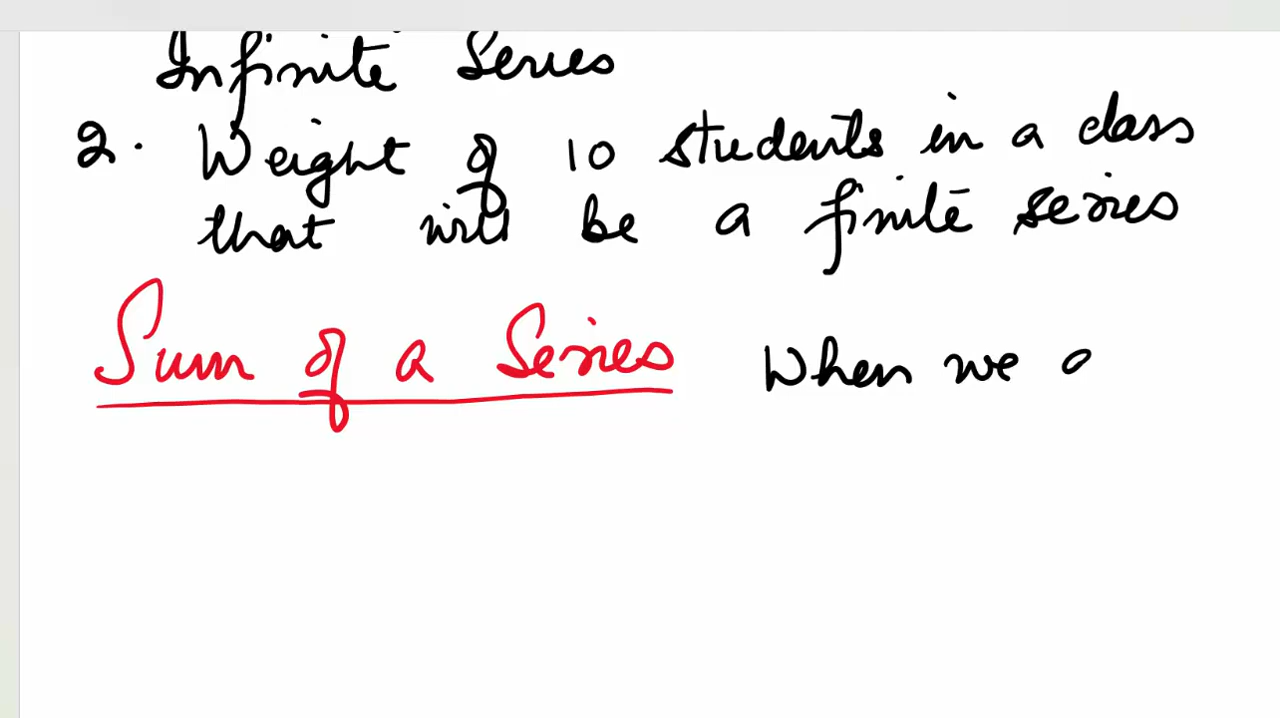 Infinite Series
2. Weight of 10 students in a class
that will be a finite series
Sum of a Series When we